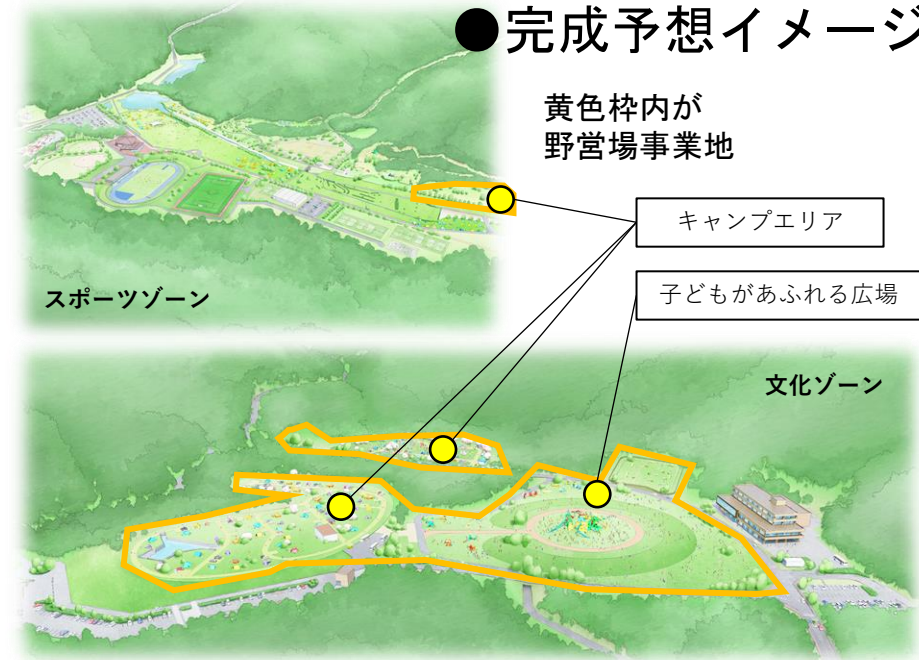 ●完成予想イメージ
黄色枠内が
野営場事業地
キャンプエリア
子どもがあふれる広場
スポーツゾーン
文化ゾーン